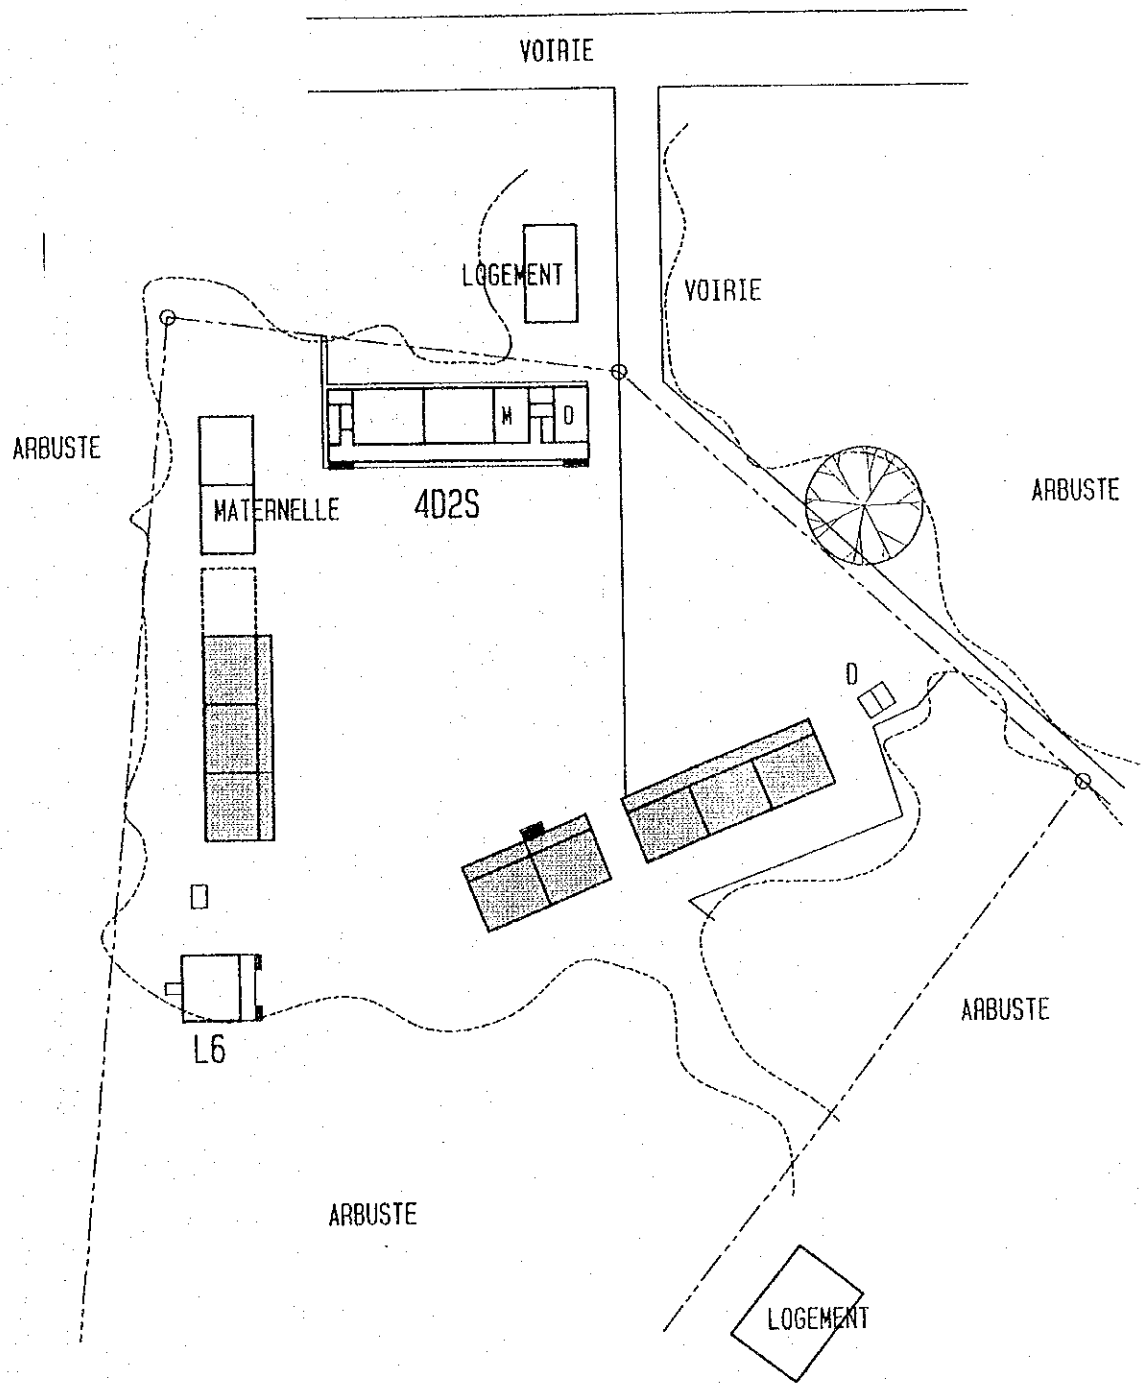 VOIRIE
LOGEMENT
VOIRIE
M
D
ARBUSTE
MATERNELLE
4D2S
ARBUSTE
D
L6
ARBUSTE
ARBUSTE
LOGEMENT